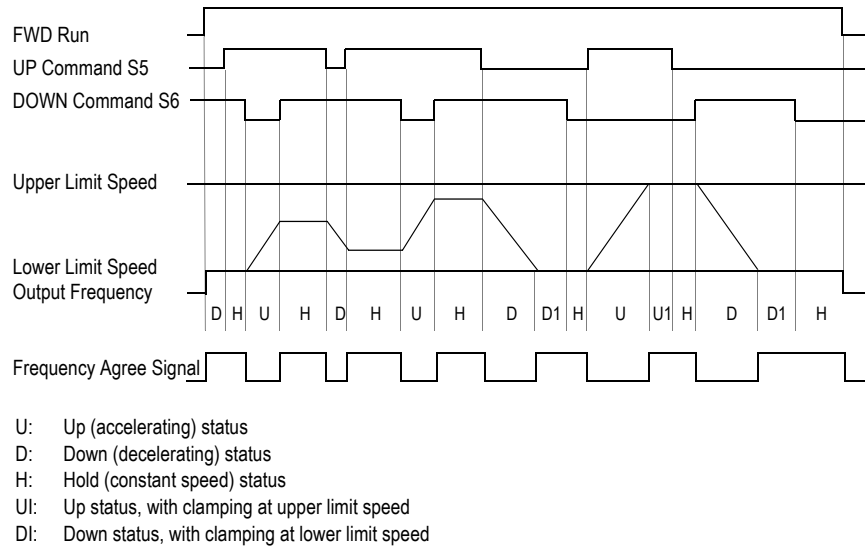 FWD Run
UP Command S5
DOWN Command S6
Upper Limit Speed
Lower Limit Speed
Output Frequency
D H U H D H U H D D1 H U U1 H D D1 H
Frequency Agree Signal
U: Up (accelerating) status
D: Down (decelerating) status
H: Hold (constant speed) status
UI: Up status, with clamping at upper limit speed
DI: Down status, with clamping at lower limit speed